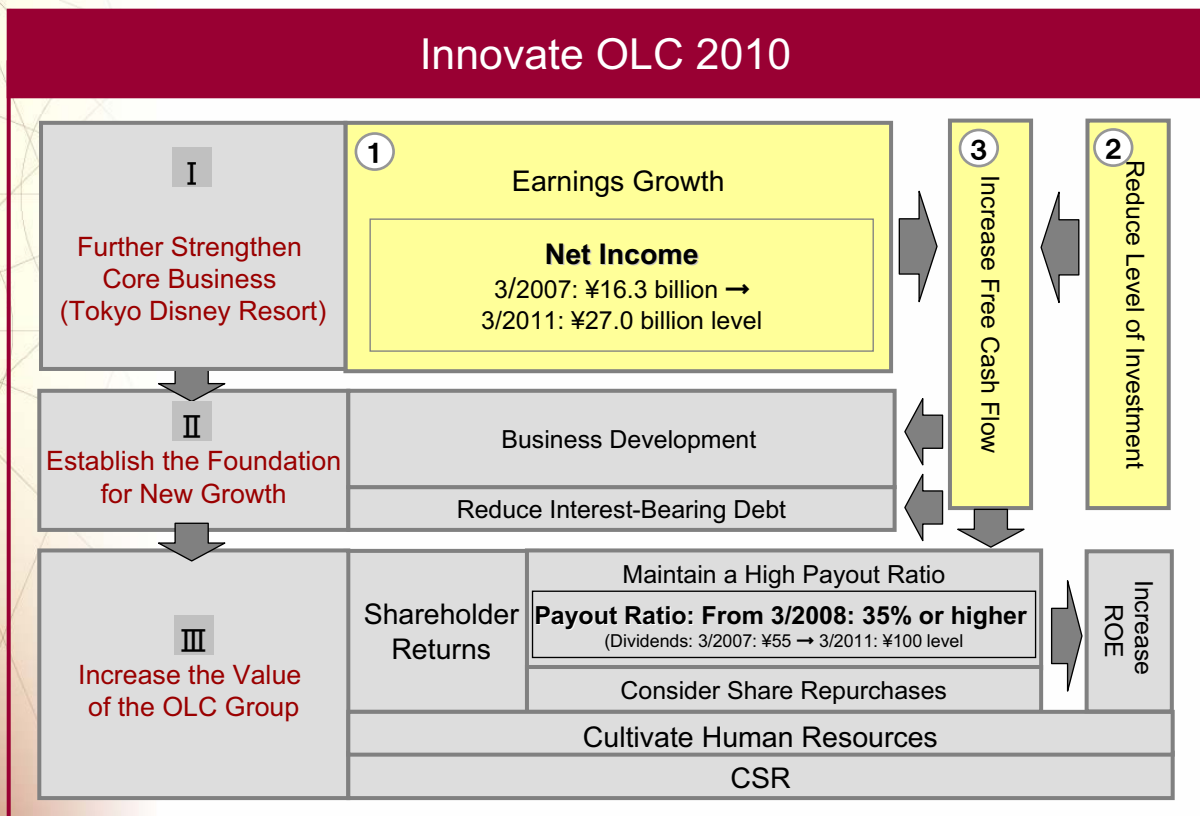 Innovate OLC 2010
Ⅰ
Further Strengthen
Core Business
(Tokyo Disney Resort)
1
Earnings Growth
Net Income
3/2007: ¥16.3 billion →
3/2011: ¥27.0 billion level
3
Increase Free Cash Flow
2
Reduce Level of Investment
Ⅱ
Establish the Foundation
for New Growth
Business Development
Reduce Interest-Bearing Debt
Ⅲ
Increase the Value
of the OLC Group
Shareholder
Returns
Maintain a High Payout Ratio
Payout Ratio: From 3/2008: 35% or higher
(Dividends: 3/2007: ¥55 → 3/2011: ¥100 level
Consider Share Repurchases
Increase
ROE
Cultivate Human Resources
CSR